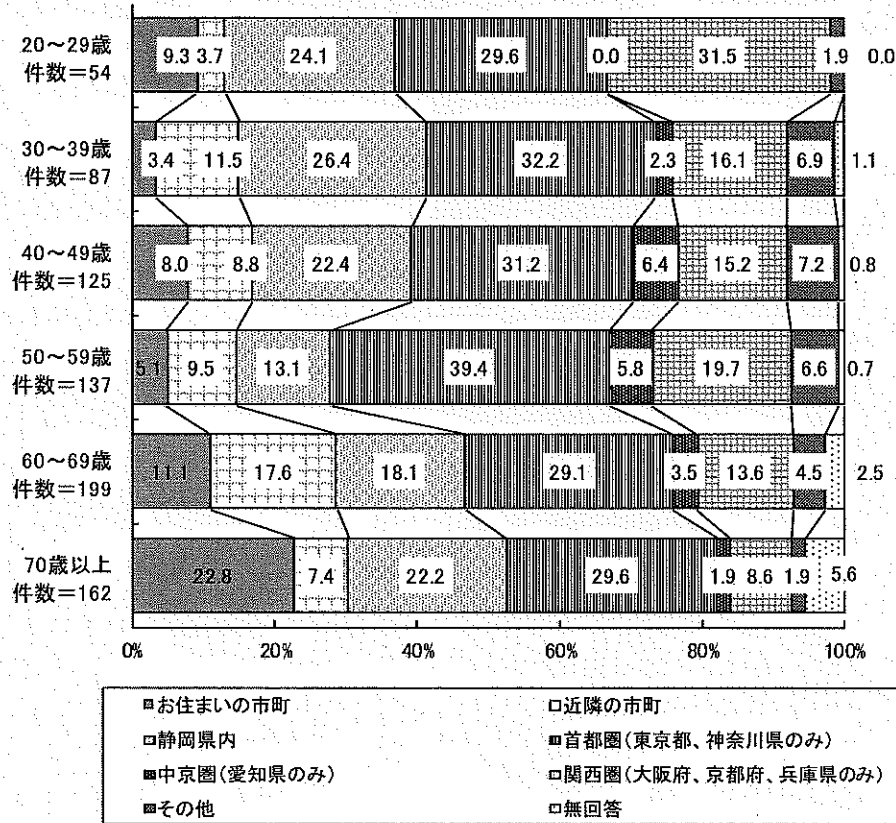 20～29歳
件数＝54
9.3 3.7 24.1 29.6 0.0 31.5 1.9 0.0
30～39歳
件数＝87
3.4 11.5 26.4 32.2 2.3 16.1 6.9 1.1
40～49歳
件数＝125
8.0 8.8 22.4 31.2 6.4 15.2 7.2 0.8
50～59歳
件数＝137
5.1 9.5 13.1 39.4 5.8 19.7 6.6 0.7
60～69歳
件数＝199
11.1 17.6 18.1 29.1 3.5 13.6 4.5 2.5
70歳以上
件数＝162
22.8 7.4 22.2 29.6 1.9 8.6 1.9 5.6
0% 20% 40% 60% 80% 100%
お住まいの市町 近隣の市町
静岡県内 首都圏（東京都、神奈川県のみ）
中京圏（愛知県のみ） 関西圏（大阪府、京都府、兵庫県のみ）
その他 無回答